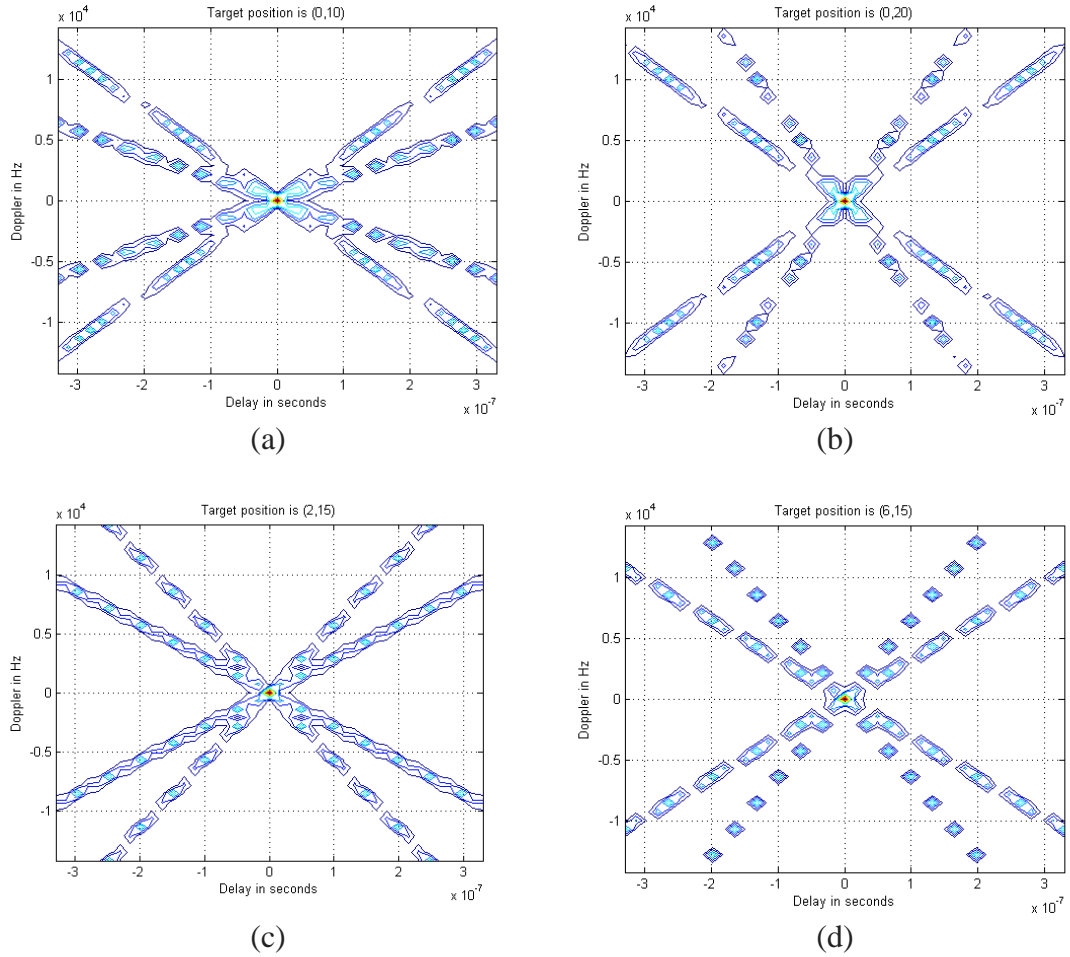 Target position is (0,10)
x 10^4
1
0.5
0
-0.5
-1
Doppler in Hz
-3 -2 -1 0 1 2 3
Delay in seconds
x 10^-7
(a)
Target position is (0,20)
x 10^4
1
0.5
0
-0.5
-1
Doppler in Hz
-3 -2 -1 0 1 2 3
Delay in seconds
x 10^-7
(b)
Target position is (2,15)
x 10^4
1
0.5
0
-0.5
-1
Doppler in Hz
-3 -2 -1 0 1 2 3
Delay in seconds
x 10^-7
(c)
Target position is (6,15)
x 10^4
1
0.5
0
-0.5
-1
Doppler in Hz
-3 -2 -1 0 1 2 3
Delay in seconds
x 10^-7
(d)